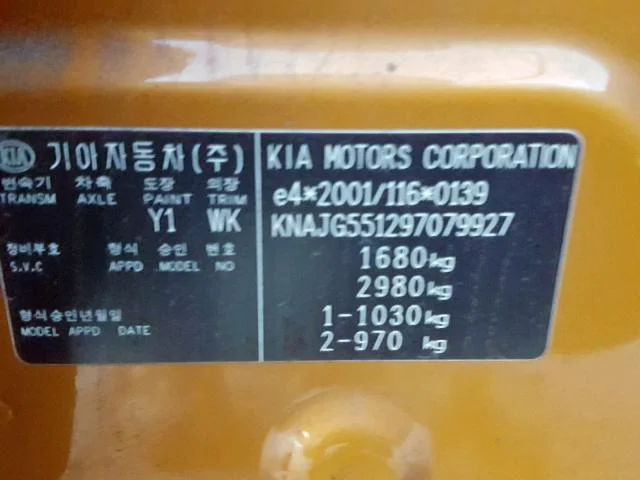 KIA 기아자동차(주)
변속기 차축 도장 외장
TRANSM AXLE PAINT TRIM
Y1 WK
정비부호 형식 승인 번호
S.V.C APPD MODEL NO
형식승인년월일
MODEL APPD DATE
KIA MOTORS CORPORATION
e4*2001/116*0139
KNAJG551297079927
1680kg
2980kg
1-1030kg
2-970 kg